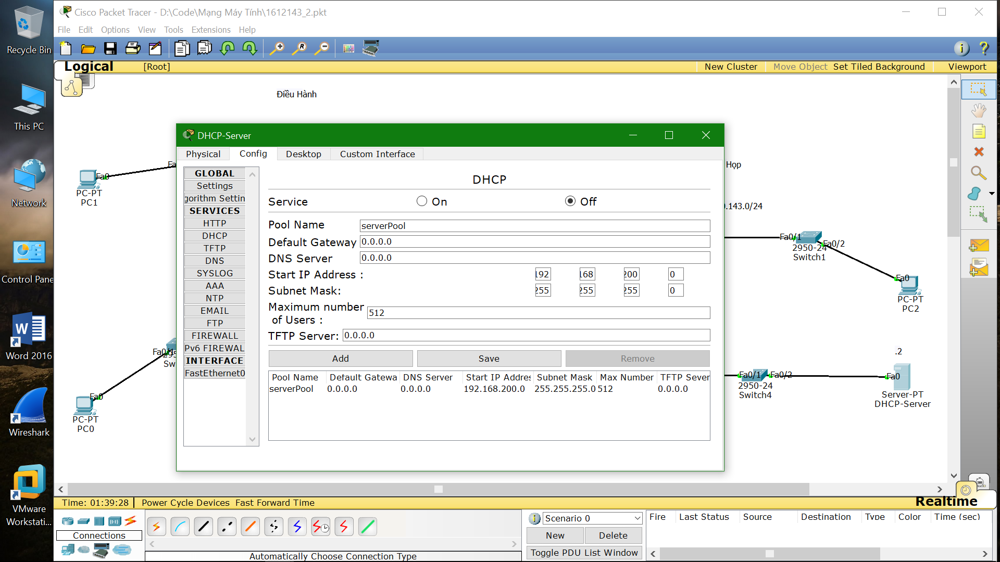 Cisco Packet Tracer - D:\Code\Mạng Máy Tính\1612143_2.pkt
File Edit Options View Tools Extensions Help
Recycle Bin
This PC
Network
Control Pane
Word 2016
Wireshark
VMware
Workstati...
Logical [Root] New Cluster Move Object Set Tiled Background Viewport
Điều Hành
Fa
Fa0
PC-PT
PC1
Fa0/1
295
Sw
Fa0
PC-PT
PC0
DHCP-Server
Physical Config Desktop Custom Interface
GLOBAL
Settings
gorithm Settin
SERVICES
HTTP
DHCP
TFTP
DNS
SYSLOG
AAA
NTP
EMAIL
FTP
FIREWALL
Pv6 FIREWAL
INTERFACE
FastEthernet0
DHCP
Service On Off
Pool Name serverPool
Default Gateway 0.0.0.0
DNS Server 0.0.0.0
Start IP Address : 192 168 200 0
Subnet Mask: 255 255 255 0
Maximum number
of Users : 512
TFTP Server: 0.0.0.0
Add Save Remove
Pool Name Default Gatewa DNS Server Start IP Addres Subnet Mask Max Number TFTP Sever
serverPool 0.0.0.0 0.0.0.0 192.168.200.0 255.255.255.0 512 0.0.0.0
Họp
.143.0/24
Fa0/1
Fa0/2
2950-24
Switch1
Fa0
PC-PT
PC2
.2
Fa0/1 Fa0/2
2950-24
Switch4
Fa0
Server-PT
DHCP-Server
Time: 01:39:28 Power Cycle Devices Fast Forward Time
Realtime
Connections
Automatically Choose Connection Type
Scenario 0
New Delete
Toggle PDU List Window
Fire Last Status Source Destination Type Color Time (sec)